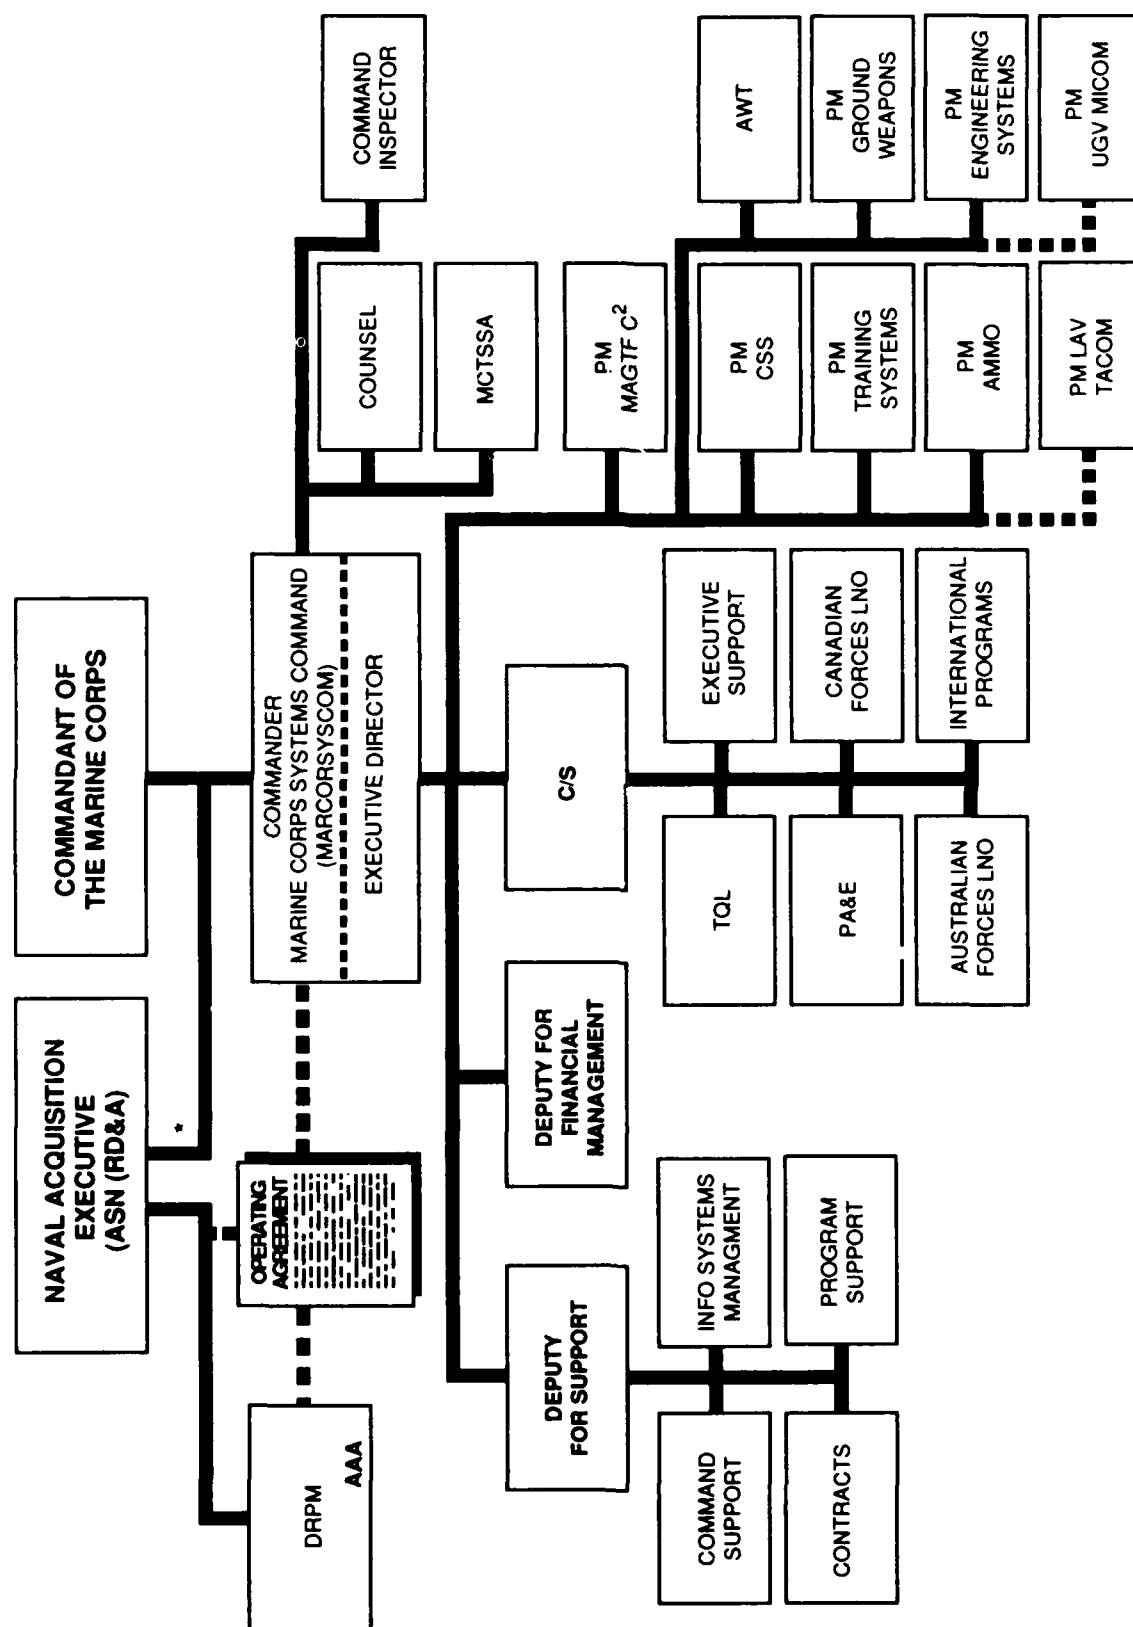 NAVAL ACQUISITION
EXECUTIVE
(ASN (RD&A)
COMMANDANT OF
THE MARINE CORPS
*
DRPM
AAA
OPERATING
AGREEMENT
COMMANDER
MARINE CORPS SYSTEMS COMMAND
(MARCORSYSCOM)
EXECUTIVE DIRECTOR
COMMAND
INSPECTOR
COUNSEL
MCTSSA
DEPUTY
FOR SUPPORT
DEPUTY FOR
FINANCIAL
MANAGEMENT
C/S
PM
MAGTF C²
COMMAND
SUPPORT
INFO SYSTEMS
MANAGMENT
CONTRACTS
PROGRAM
SUPPORT
TQL
EXECUTIVE
SUPPORT
PA&E
CANADIAN
FORCES LNO
AUSTRALIAN
FORCES LNO
INTERNATIONAL
PROGRAMS
PM
CSS
AWT
PM
TRAINING
SYSTEMS
PM
GROUND
WEAPONS
PM
AMMO
PM
ENGINEERING
SYSTEMS
PM LAV
TACOM
PM
UGV MICOM